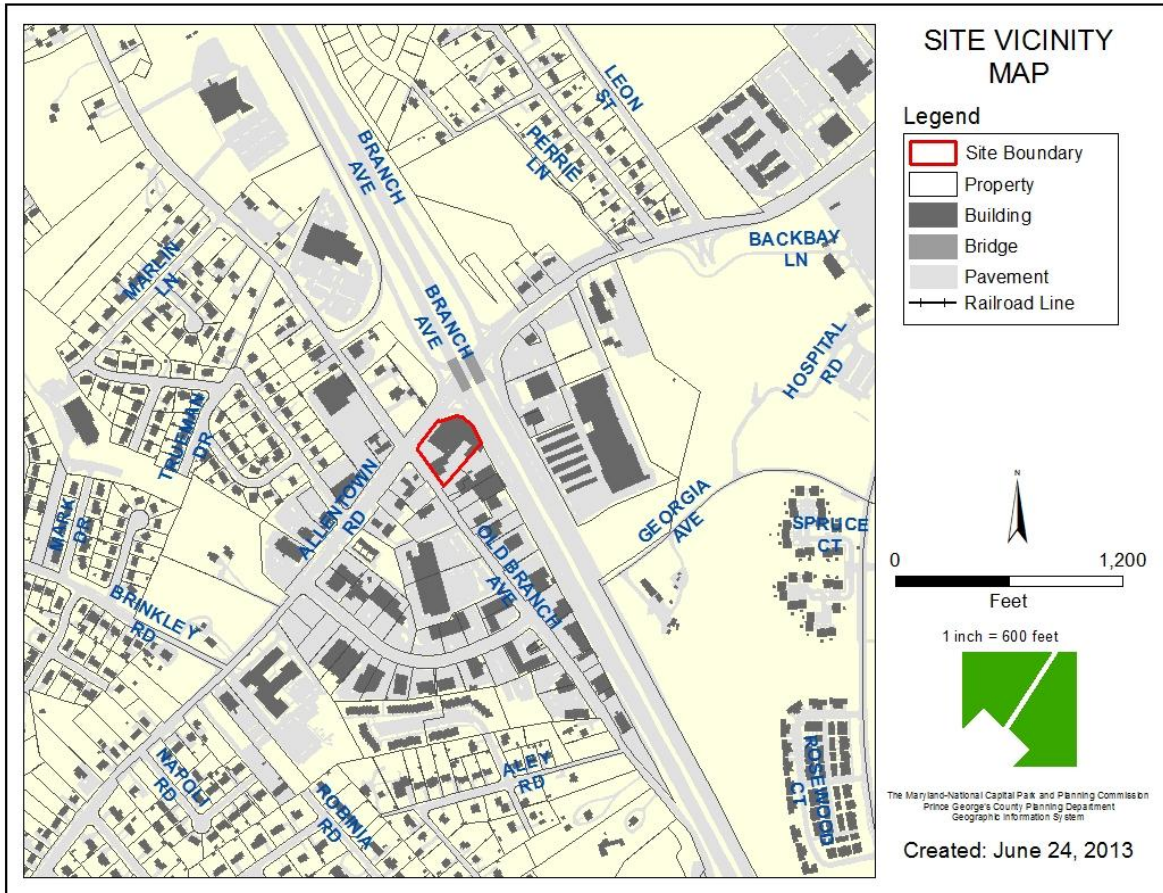 SITE VICINITY
MAP
Legend
Site Boundary
Property
Building
Bridge
Pavement
Railroad Line
LEON
ST
PERRIE
LN
BRANCH
AVE
BACKBAY
LN
MARLIN
LN
BRANCH
AVE
HOSPITAL
RD
TRUEMAN
DR
ALLENTOWN
RD
GEORGIA
AVE
SPRUCE
CT
MARK
DR
OLD BRANCH
AVE
BRINKLEY
RD
NAPOLI
RD
ROBINIA
RD
ALEY
RD
ROSEWOOD
CT
N
0 1,200
Feet
1 inch = 600 feet
The Maryland-National Capital Park and Planning Commission
Prince George's County Planning Department
Geographic Information System
Created: June 24, 2013